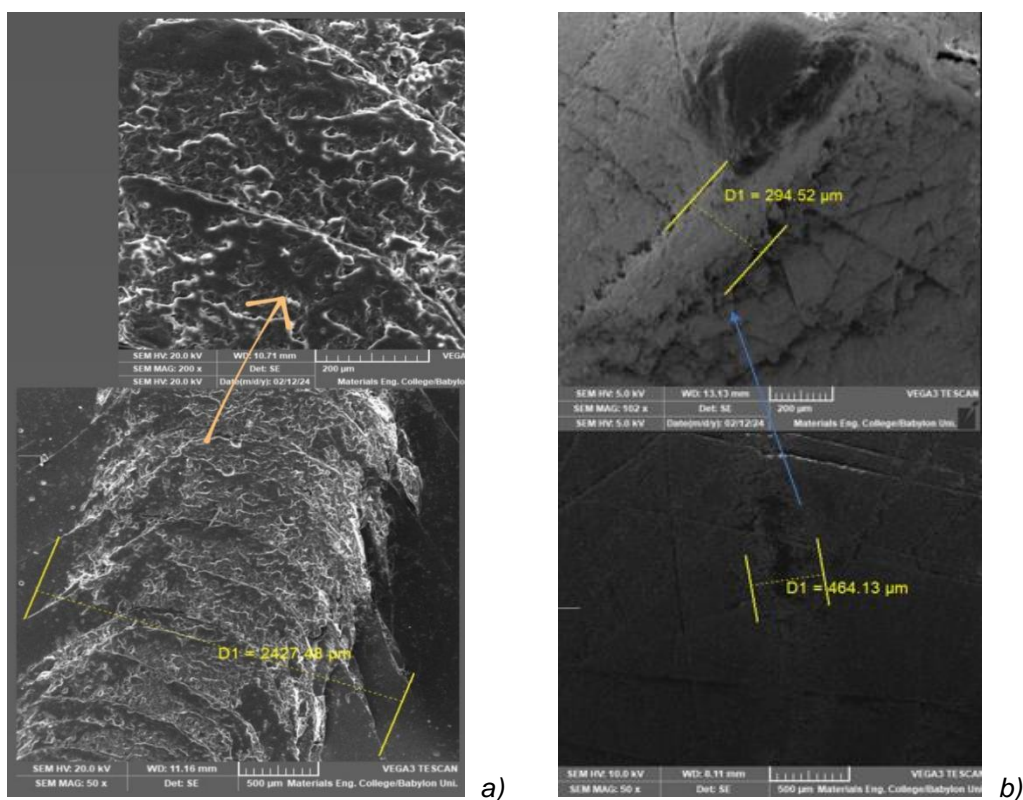 SEM HV: 20.0 kV WD: 10.71 mm VEGA
SEM MAG: 200 x Det: SE 200 µm
SEM HV: 20.0 kV Date(m/d/y): 02/12/24 Materials Eng. College/Babylon
D1 = 2427.48 µm
SEM HV: 20.0 kV WD: 11.16 mm VEGA3 TESCAN
SEM MAG: 50 x Det: SE 500 µm Materials Eng. College/Babylon Uni.
a)
D1 = 294.52 µm
SEM HV: 5.0 kV WD: 13.13 mm VEGA3 TESCAN
SEM MAG: 102 x Det: SE 200 µm
SEM HV: 5.0 kV Date(m/d/y): 02/12/24 Materials Eng. College/Babylon Uni.
D1 = 464.13 µm
SEM HV: 10.0 kV WD: 8.11 mm VEGA3 TESCAN
SEM MAG: 50 x Det: SE 500 µm Materials Eng. College/Babylon Uni.
b)